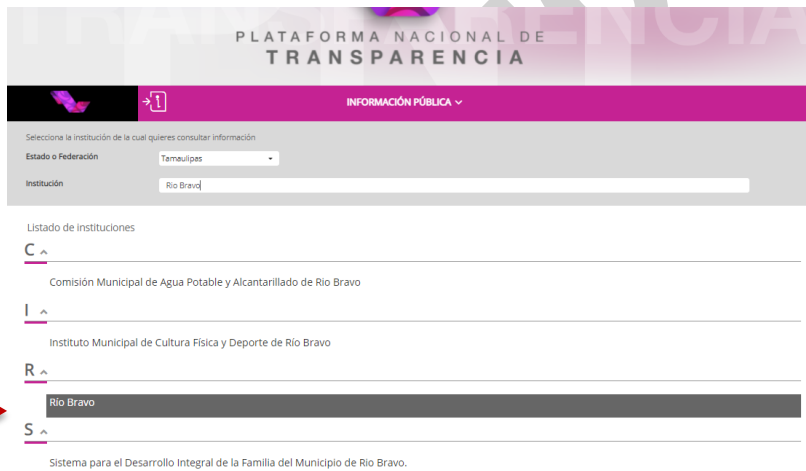 PLATAFORMA NACIONAL DE
TRANSPARENCIA
INFORMACIÓN PÚBLICA
Selecciona la institución de la cual quieres consultar información
Estado o Federación Tamaulipas
Institución Rio Bravo
Listado de instituciones
C
Comisión Municipal de Agua Potable y Alcantarillado de Rio Bravo
I
Instituto Municipal de Cultura Física y Deporte de Río Bravo
R
Río Bravo
S
Sistema para el Desarrollo Integral de la Familia del Municipio de Rio Bravo.